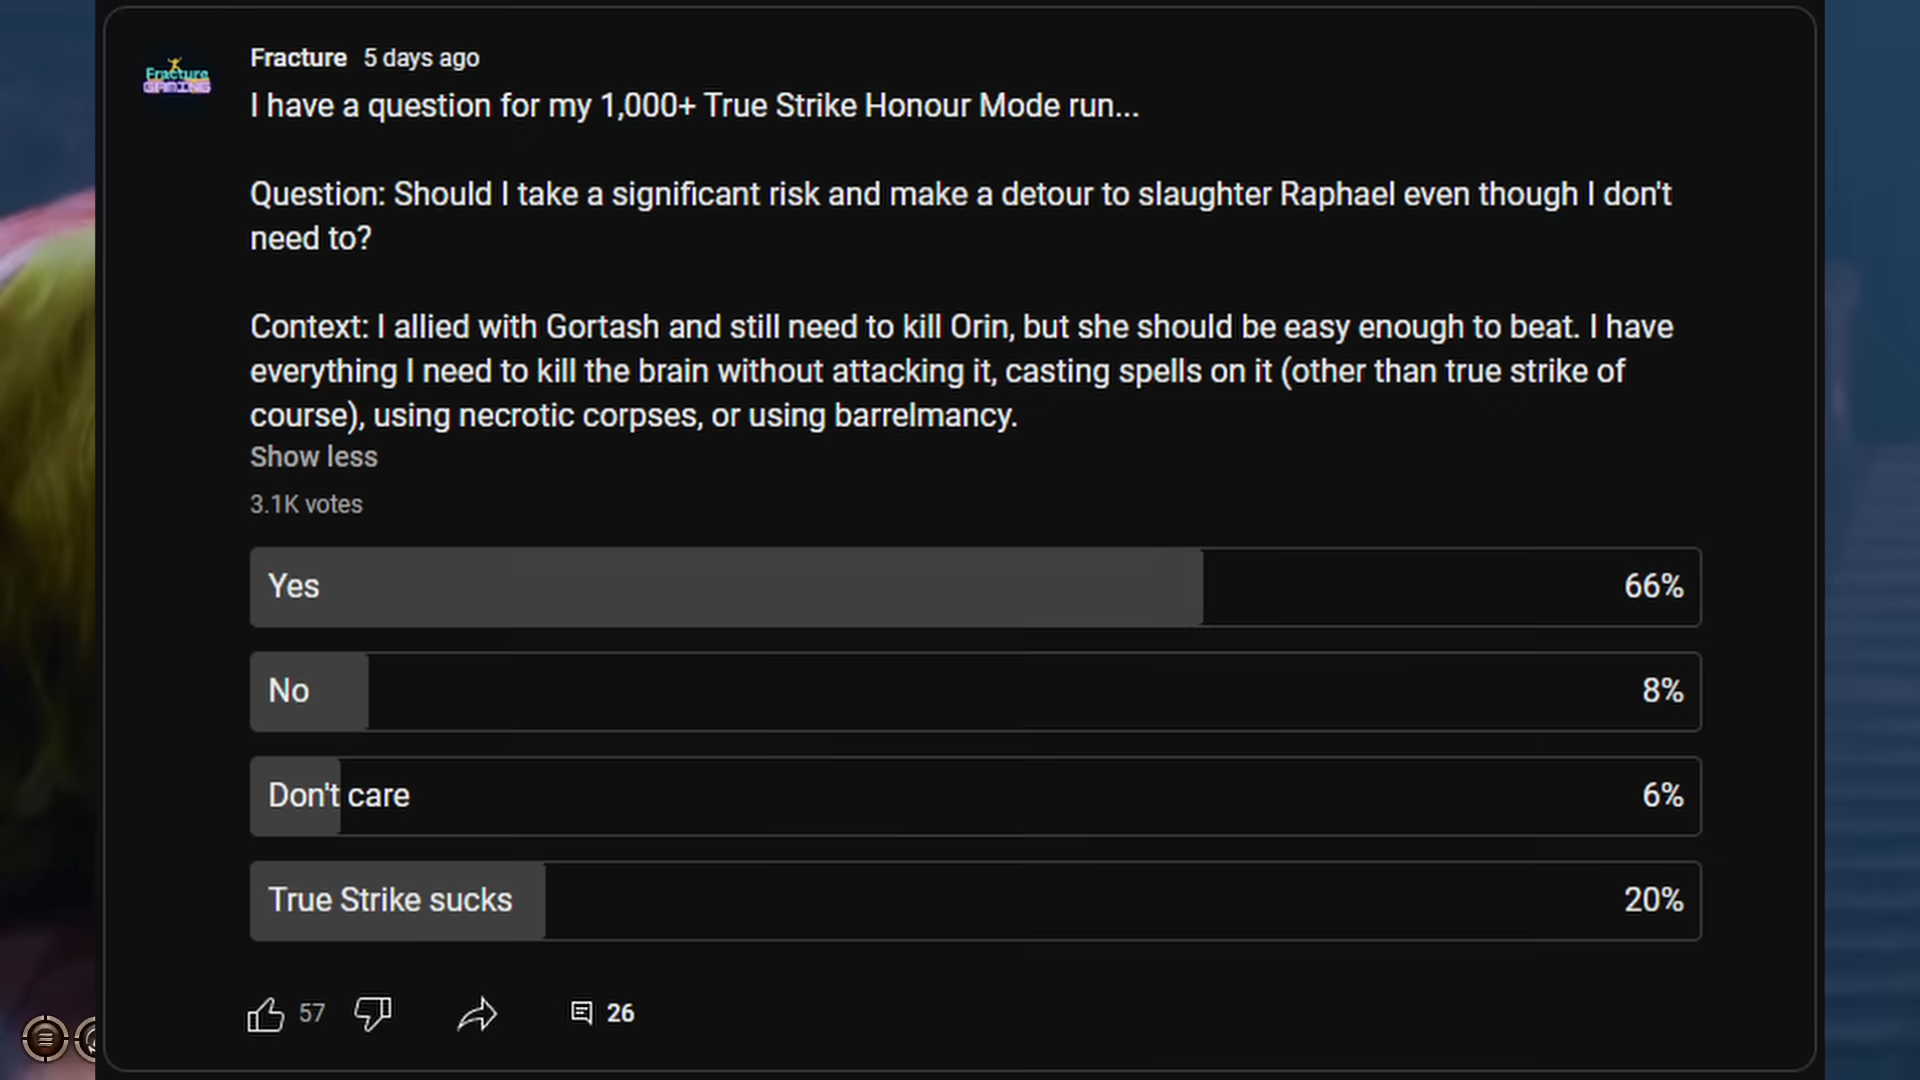 Fracture
GAMING
Fracture 5 days ago
I have a question for my 1,000+ True Strike Honour Mode run...
Question: Should I take a significant risk and make a detour to slaughter Raphael even though I don't
need to?
Context: I allied with Gortash and still need to kill Orin, but she should be easy enough to beat. I have
everything I need to kill the brain without attacking it, casting spells on it (other than true strike of
course), using necrotic corpses, or using barrelmancy.
Show less
3.1K votes
Yes 66%
No 8%
Don't care 6%
True Strike sucks 20%
57 26